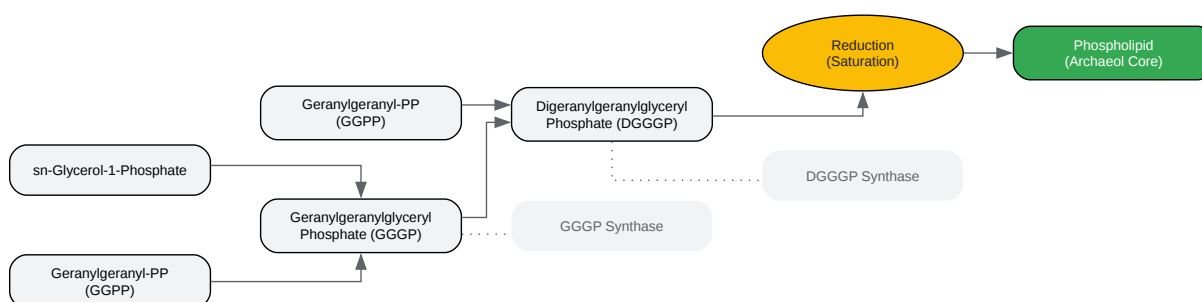 Reduction
(Saturation)
Phospholipid
(Archaeol Core)
Geranylgeranyl-PP
(GGPP)
Digeranylgeranylglyceryl
Phosphate (DGGGP)
sn-Glycerol-1-Phosphate
DGGGP Synthase
Geranylgeranylglyceryl
Phosphate (GGGP)
GGGP Synthase
Geranylgeranyl-PP
(GGPP)